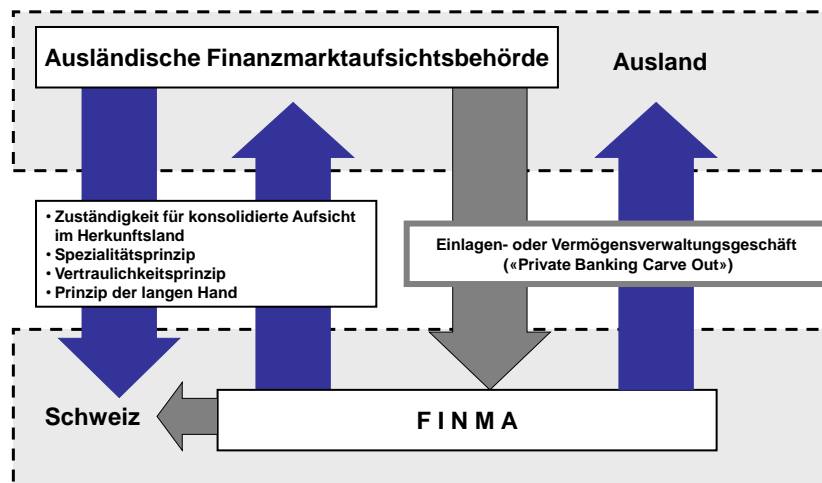 Ausländische Finanzmarktaufsichtsbehörde
Ausland
• Zuständigkeit für konsolidierte Aufsicht
im Herkunftsland
• Spezialitätsprinzip
• Vertraulichkeitsprinzip
• Prinzip der langen Hand
Einlagen- oder Vermögensverwaltungsgeschäft
(«Private Banking Carve Out»)
Schweiz
F I N M A